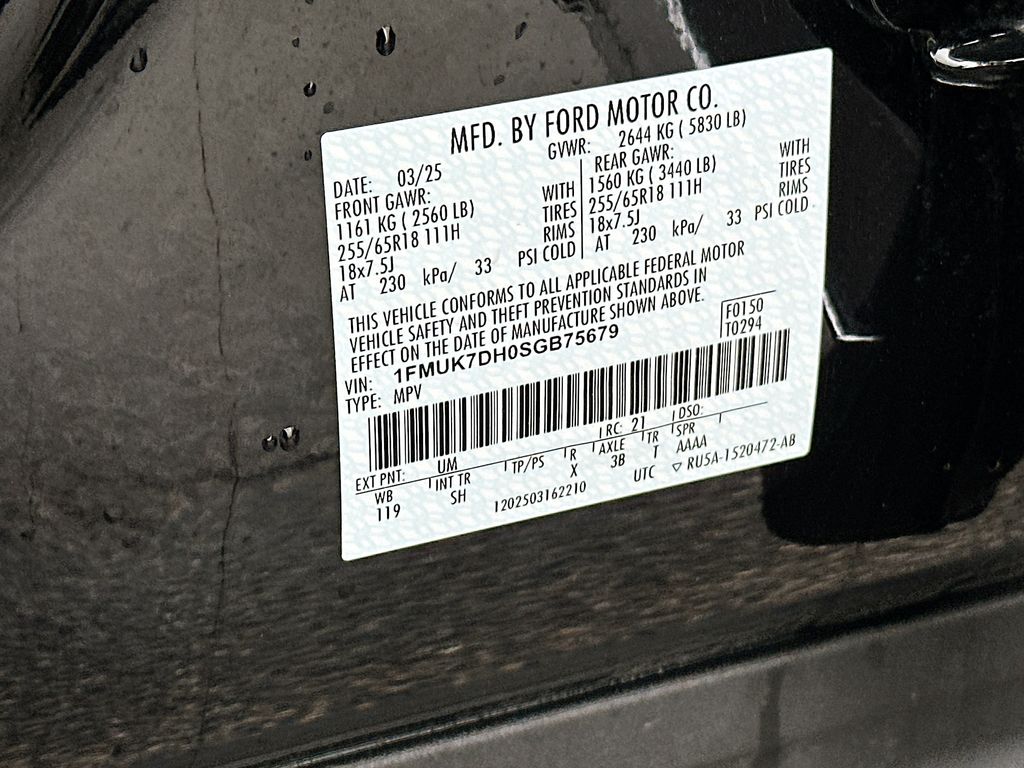 MFD. BY FORD MOTOR CO.
DATE: 03/25 GVWR: 2644 KG ( 5830 LB)
FRONT GAWR: REAR GAWR:
1161 KG ( 2560 LB) WITH 1560 KG ( 3440 LB) WITH
255/65R18 111H TIRES 255/65R18 111H TIRES
18x7.5J RIMS 18x7.5J RIMS
AT 230 kPa/ 33 PSI COLD AT 230 kPa/ 33 PSI COLD
THIS VEHICLE CONFORMS TO ALL APPLICABLE FEDERAL MOTOR
VEHICLE SAFETY AND THEFT PREVENTION STANDARDS IN
EFFECT ON THE DATE OF MANUFACTURE SHOWN ABOVE.
VIN: 1FMUK7DH0SGB75679 F0150
TYPE: MPV T0294
EXT PNT: UM RC: 21 DSO:
WB INT TR TP/PS R AXLE TR SPR
119 SH X 3B T AAAA
1202503162210 UTC ▽ RU5A-1520472-AB